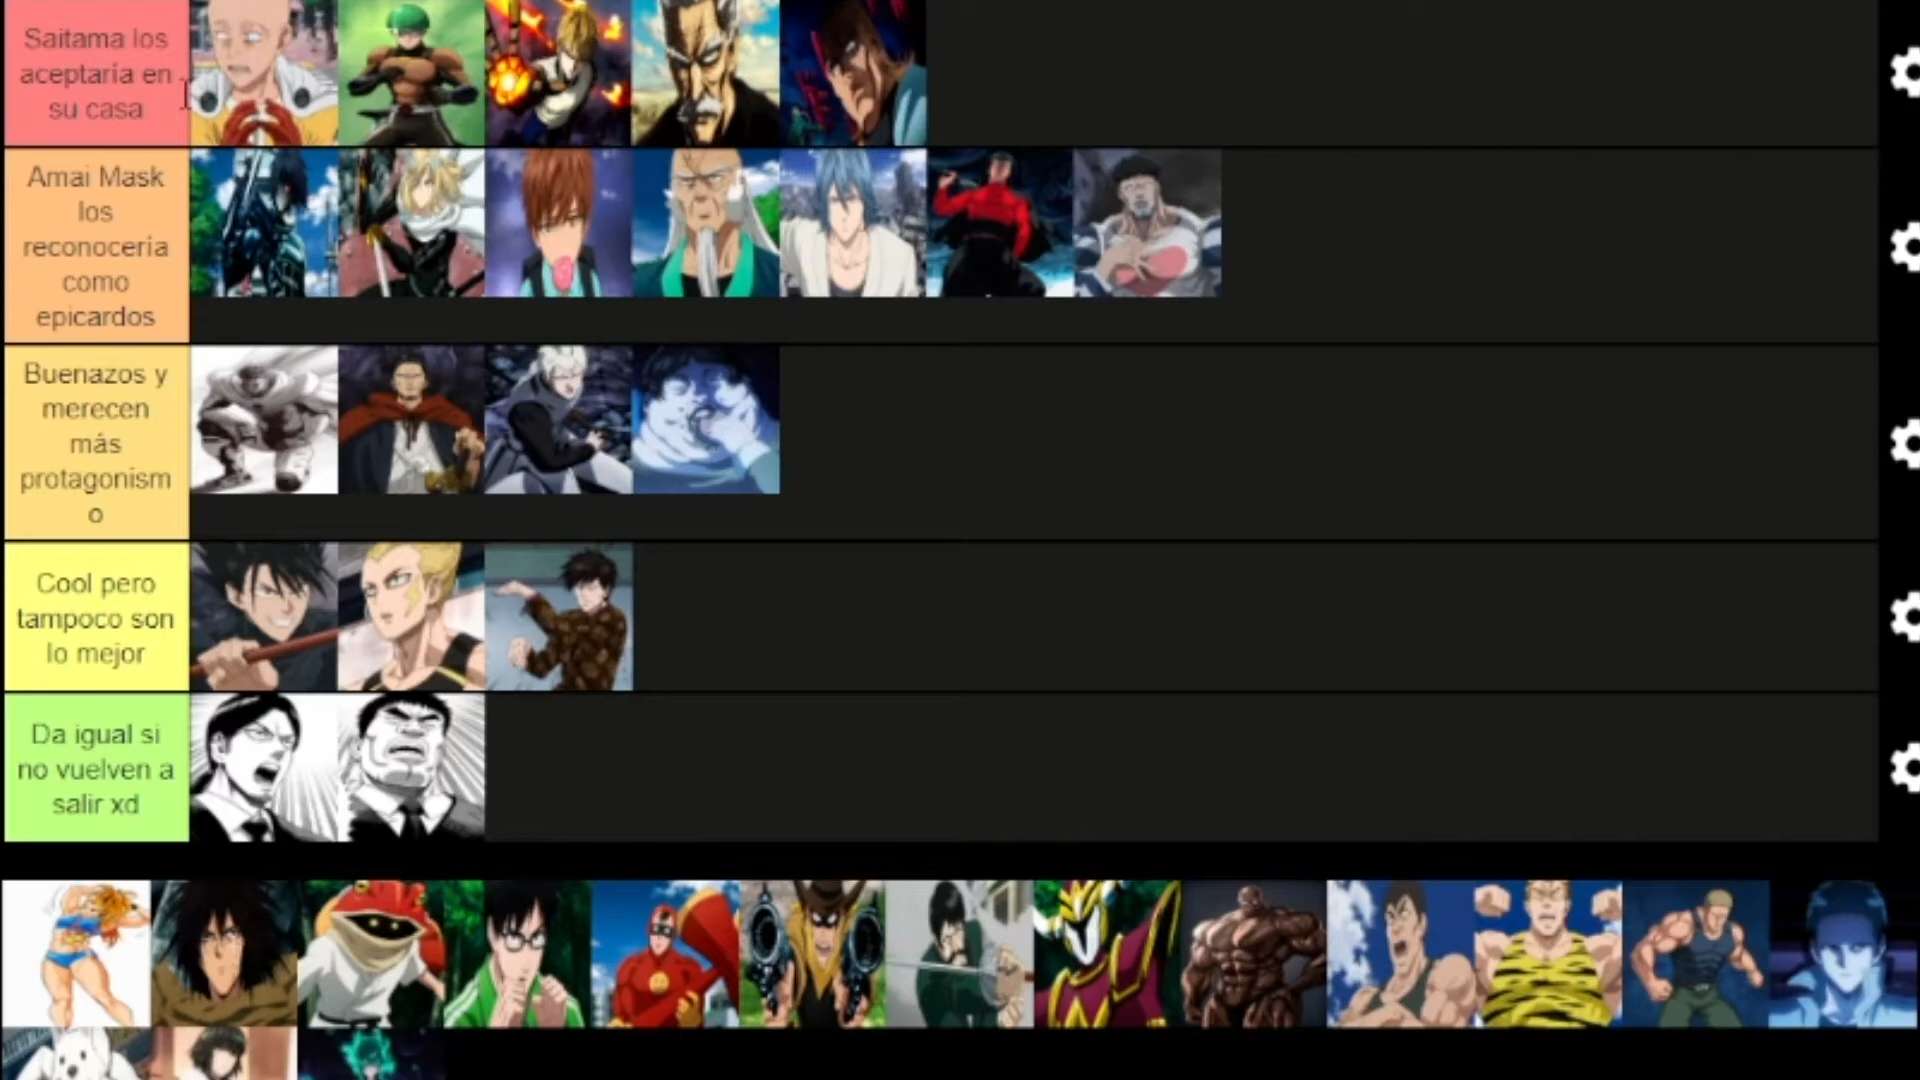 Saitama los
aceptaría en
su casa
Amai Mask
los
reconocería
como
epicardos
Buenazos y
merecen
más
protagonism
o
Cool pero
tampoco son
lo mejor
Da igual si
no vuelven a
salir xd